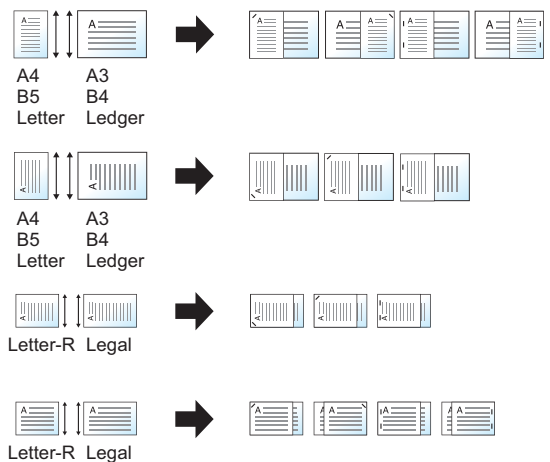 A A A A A A
A4 A3
B5 B4
Letter Ledger
A A A A A
A4 A3
B5 B4
Letter Ledger
A A A A A
Letter-R Legal
A A A A A A A A
Letter-R Legal